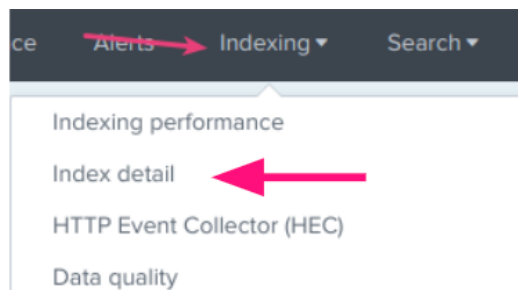 ce Alerts Indexing▾ Search▾
Indexing performance
Index detail
HTTP Event Collector (HEC)
Data quality